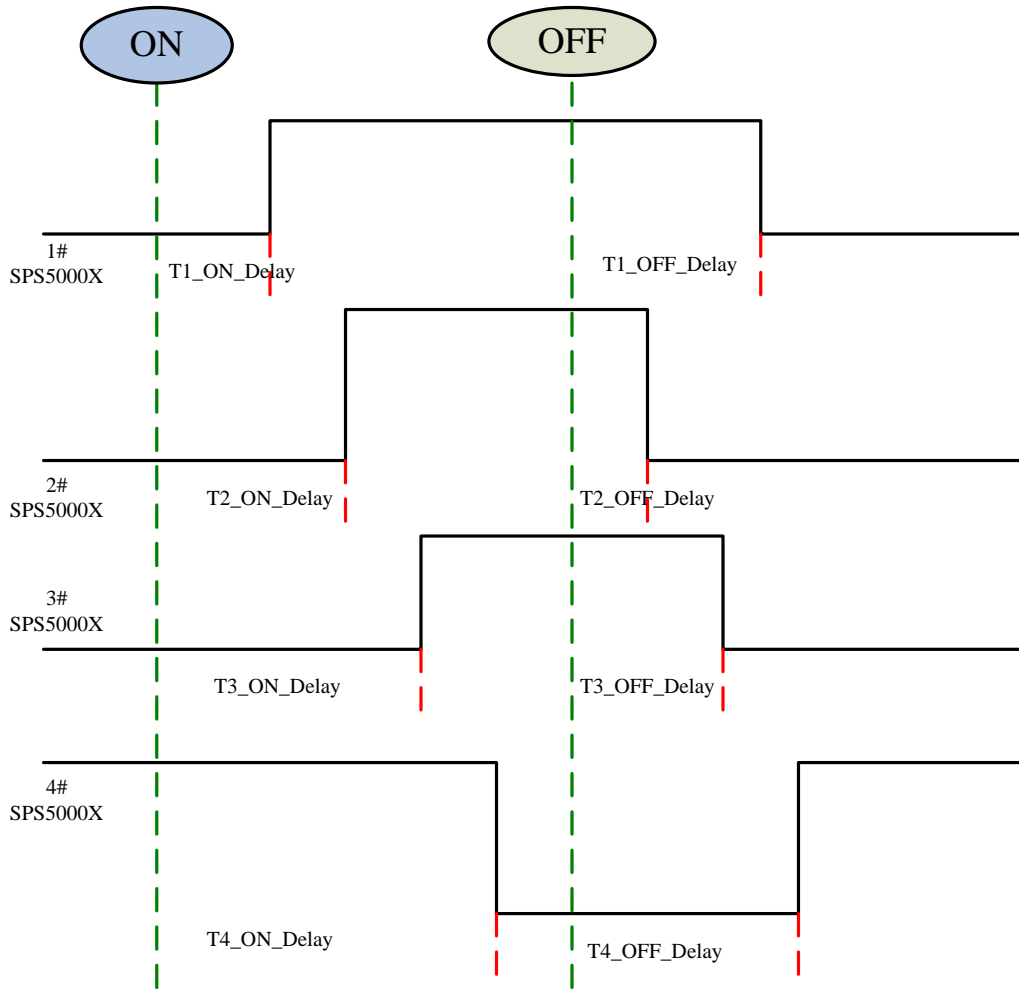 ON
OFF
1#
SPS5000X
T1_ON_Delay
T1_OFF_Delay
2#
SPS5000X
T2_ON_Delay
T2_OFF_Delay
3#
SPS5000X
T3_ON_Delay
T3_OFF_Delay
4#
SPS5000X
T4_ON_Delay
T4_OFF_Delay